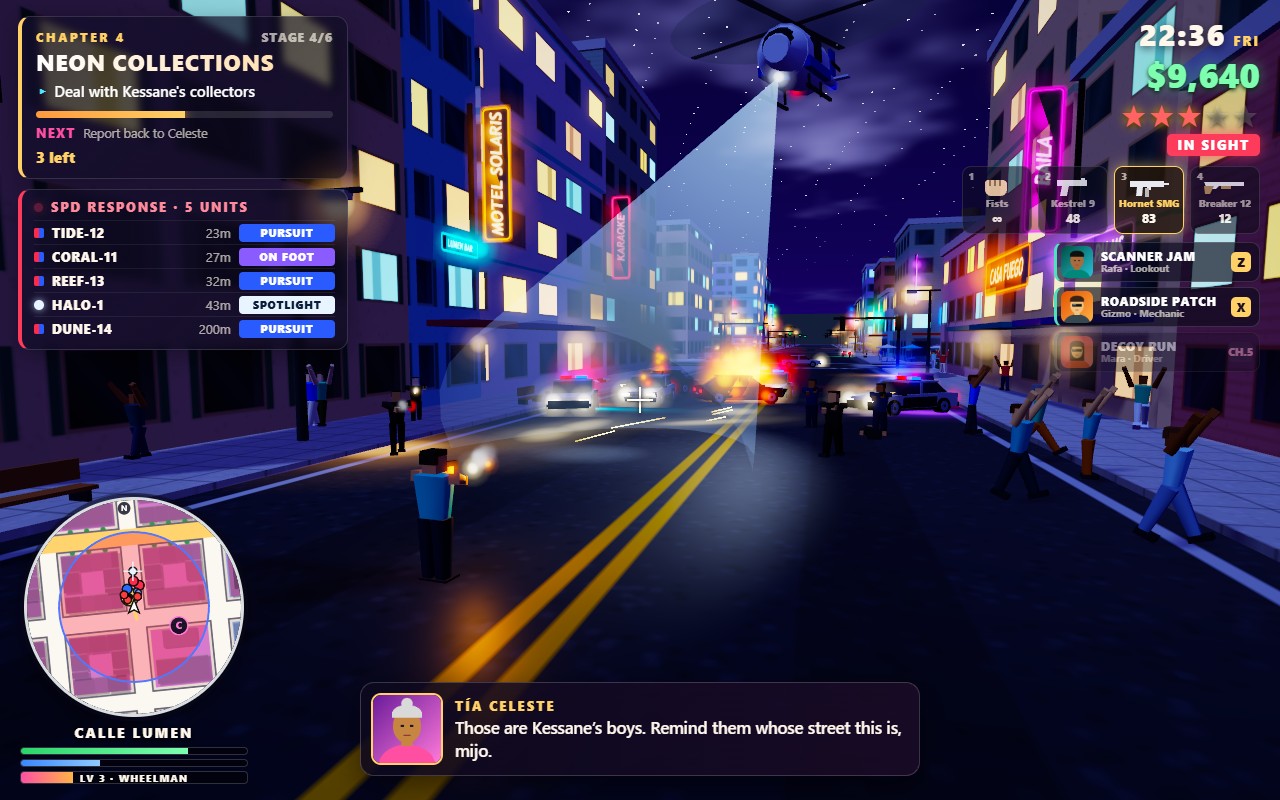 CHAPTER 4
STAGE 4/6
NEON COLLECTIONS
Deal with Kessane's collectors
NEXT Report back to Celeste
3 left
SPD RESPONSE · 5 UNITS
TIDE-12 23m PURSUIT
CORAL-11 27m ON FOOT
REEF-13 32m PURSUIT
HALO-1 43m SPOTLIGHT
DUNE-14 200m PURSUIT
22:36 FRI
$9,640
IN SIGHT
1 Fists ∞
2 Kestrel 9 48
3 Hornet SMG 83
4 Breaker 12 12
SCANNER JAM
Rafa · Lookout
Z
ROADSIDE PATCH
Gizmo · Mechanic
X
DECOY RUN
Mara · Driver
CH.5
MOTEL SOLARIS
LUMEN BAR
KARAOKE
CASA FUEGO
N
C
CALLE LUMEN
LV 3 · WHEELMAN
TÍA CELESTE
Those are Kessane's boys. Remind them whose street this is,
mijo.